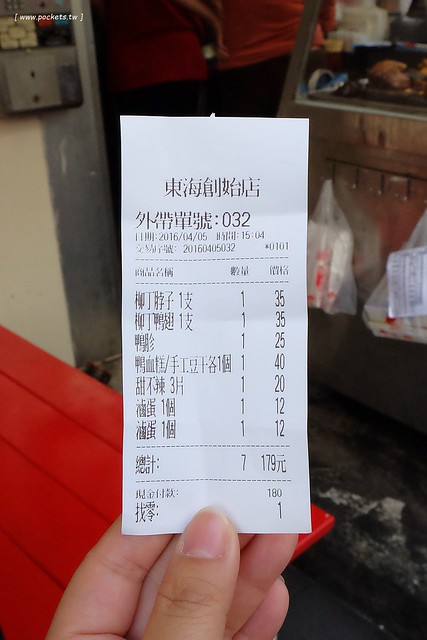 [ www.pockets.tw ]
東海創始店
外帶單號:032
日期:2016/04/05 時間:15:04
交易序號: 20160405032 *0101
商品名稱 數量 價格
柳丁脖子 1支 1 35
柳丁鴨翅 1支 1 35
鴨胗 1 25
鴨血糕/手工豆干各1個 1 40
甜不辣 3片 1 20
滷蛋 1個 1 12
滷蛋 1個 1 12
總計: 7 179元
現金付款: 180
找零: 1